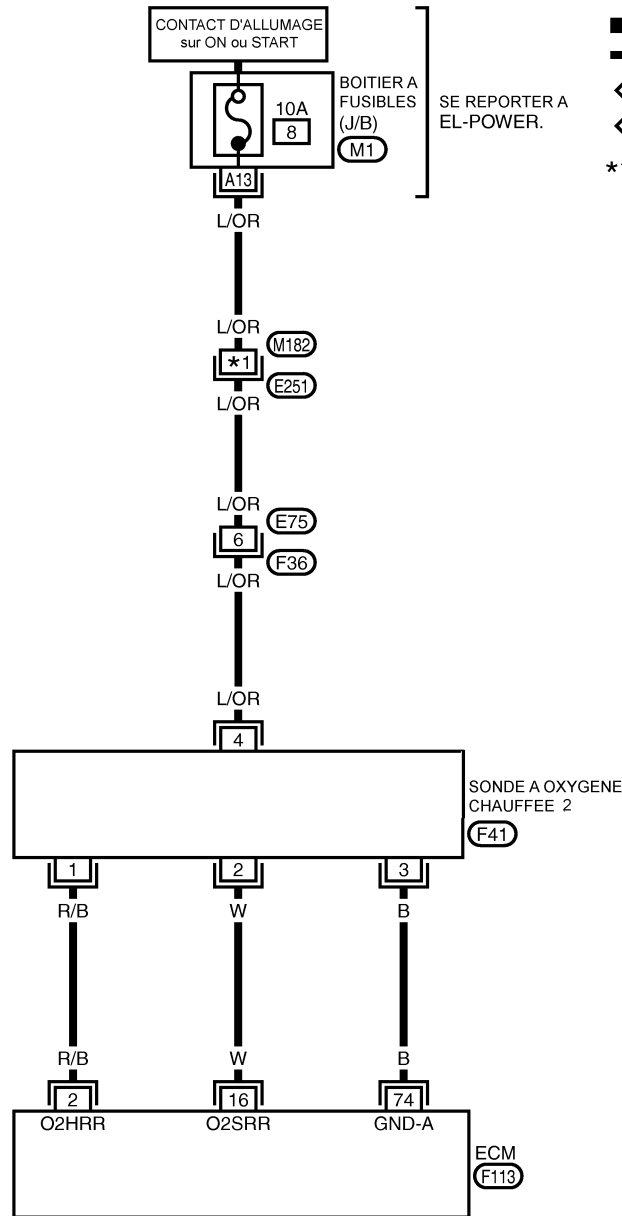 CONTACT D'ALLUMAGE
sur ON ou START
BOITIER A
FUSIBLES
(J/B)
M1
10A
8
SE REPORTER A
EL-POWER.
A13
L/OR
L/OR
M182
*1
E251
L/OR
L/OR
E75
6
F36
L/OR
L/OR
4
SONDE A OXYGENE
CHAUFFEE 2
F41
1 2 3
R/B W B
R/B W B
2 16 74
O2HRR O2SRR GND-A
ECM
F113